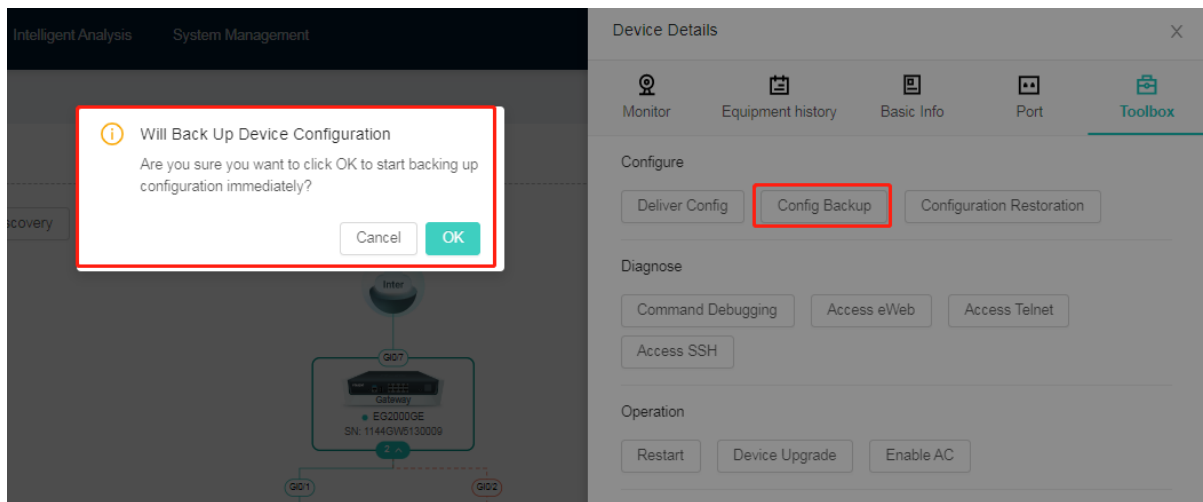 Intelligent Analysis System Management
Device Details
Monitor Equipment history Basic Info Port Toolbox
Will Back Up Device Configuration
Are you sure you want to click OK to start backing up
configuration immediately?
Cancel OK
scovery
Configure
Deliver Config Config Backup Configuration Restoration
Diagnose
Command Debugging Access eWeb Access Telnet
Access SSH
Operation
Restart Device Upgrade Enable AC
Inter
GI0/7
Gateway
EG2000GE
SN: 1144GW5130009
2
GI0/1 GI0/2